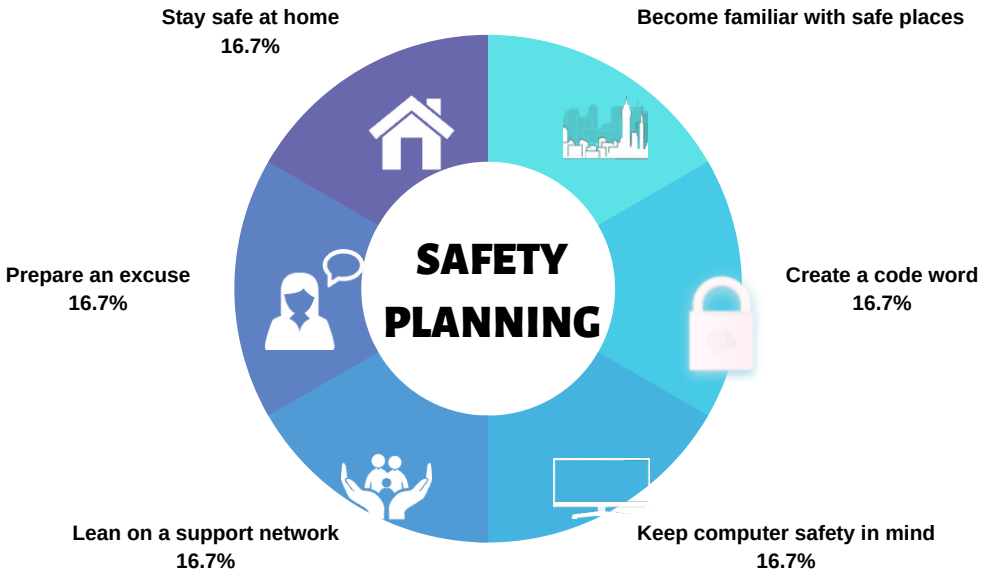 Stay safe at home
16.7%
Become familiar with safe places
Prepare an excuse
16.7%
SAFETY
PLANNING
Create a code word
16.7%
Lean on a support network
16.7%
Keep computer safety in mind
16.7%